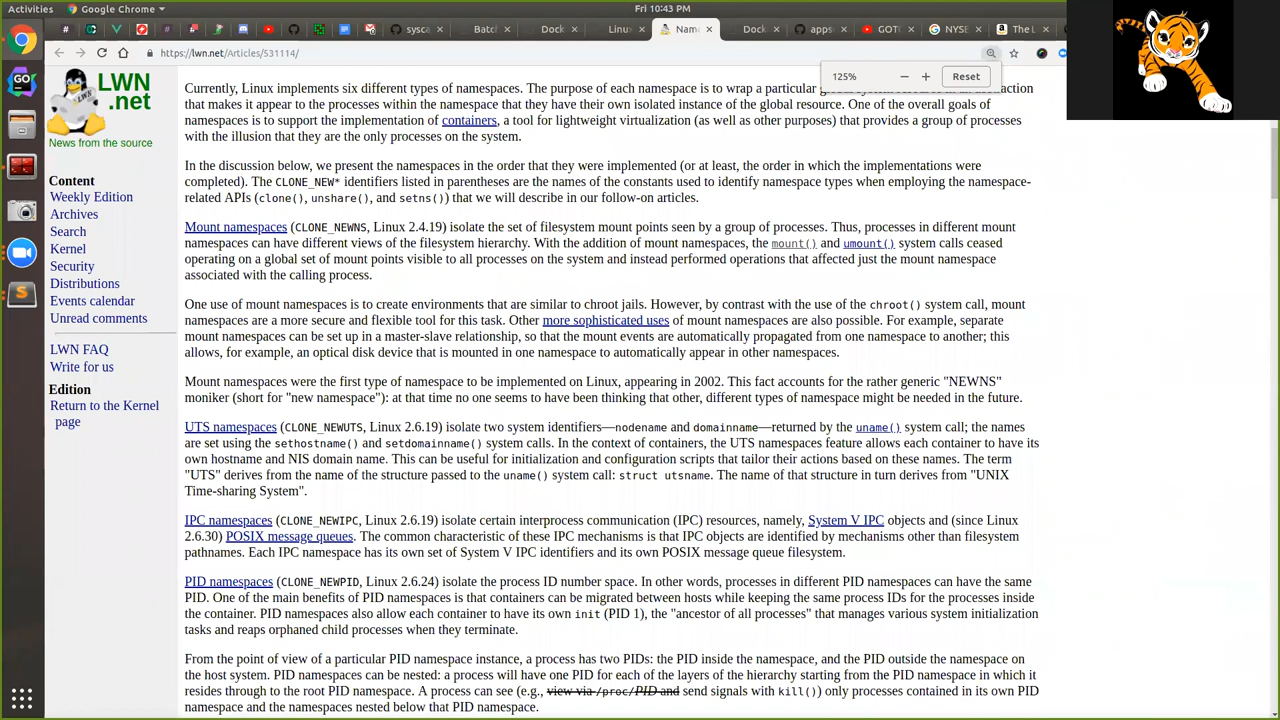 Activities
Google Chrome
Fri 10:43 PM
sysca
Batcl
Dock
Linux
Nam
Dock
apps
GOT
NYSE
The L
https://lwn.net/Articles/531114/
125%
Reset
LWN
.net
News from the source
Content
Weekly Edition
Archives
Search
Kernel
Security
Distributions
Events calendar
Unread comments
LWN FAQ
Write for us
Edition
Return to the Kernel
page
Currently, Linux implements six different types of namespaces. The purpose of each namespace is to wrap a particular
that makes it appear to the processes within the namespace that they have their own isolated instance of the global resource. One of the overall goals of
namespaces is to support the implementation of containers, a tool for lightweight virtualization (as well as other purposes) that provides a group of processes
with the illusion that they are the only processes on the system.
In the discussion below, we present the namespaces in the order that they were implemented (or at least, the order in which the implementations were
completed). The CLONE_NEW* identifiers listed in parentheses are the names of the constants used to identify namespace types when employing the namespace-
related APIs (clone(), unshare(), and setns()) that we will describe in our follow-on articles.
Mount namespaces (CLONE_NEWNS, Linux 2.4.19) isolate the set of filesystem mount points seen by a group of processes. Thus, processes in different mount
namespaces can have different views of the filesystem hierarchy. With the addition of mount namespaces, the mount() and umount() system calls ceased
operating on a global set of mount points visible to all processes on the system and instead performed operations that affected just the mount namespace
associated with the calling process.
One use of mount namespaces is to create environments that are similar to chroot jails. However, by contrast with the use of the chroot() system call, mount
namespaces are a more secure and flexible tool for this task. Other more sophisticated uses of mount namespaces are also possible. For example, separate
mount namespaces can be set up in a master-slave relationship, so that the mount events are automatically propagated from one namespace to another; this
allows, for example, an optical disk device that is mounted in one namespace to automatically appear in other namespaces.
Mount namespaces were the first type of namespace to be implemented on Linux, appearing in 2002. This fact accounts for the rather generic "NEWNS"
moniker (short for "new namespace"): at that time no one seems to have been thinking that other, different types of namespace might be needed in the future.
UTS namespaces (CLONE_NEWUTS, Linux 2.6.19) isolate two system identifiers—nodename and domainname—returned by the uname() system call; the names
are set using the sethostname() and setdomainname() system calls. In the context of containers, the UTS namespaces feature allows each container to have its
own hostname and NIS domain name. This can be useful for initialization and configuration scripts that tailor their actions based on these names. The term
"UTS" derives from the name of the structure passed to the uname() system call: struct utsname. The name of that structure in turn derives from "UNIX
Time-sharing System".
IPC namespaces (CLONE_NEWIPC, Linux 2.6.19) isolate certain interprocess communication (IPC) resources, namely, System V IPC objects and (since Linux
2.6.30) POSIX message queues. The common characteristic of these IPC mechanisms is that IPC objects are identified by mechanisms other than filesystem
pathnames. Each IPC namespace has its own set of System V IPC identifiers and its own POSIX message queue filesystem.
PID namespaces (CLONE_NEWPID, Linux 2.6.24) isolate the process ID number space. In other words, processes in different PID namespaces can have the same
PID. One of the main benefits of PID namespaces is that containers can be migrated between hosts while keeping the same process IDs for the processes inside
the container. PID namespaces also allow each container to have its own init (PID 1), the "ancestor of all processes" that manages various system initialization
tasks and reaps orphaned child processes when they terminate.
From the point of view of a particular PID namespace instance, a process has two PIDs: the PID inside the namespace, and the PID outside the namespace on
the host system. PID namespaces can be nested: a process will have one PID for each of the layers of the hierarchy starting from the PID namespace in which it
resides through to the root PID namespace. A process can see (e.g., view via /proc/PID and send signals with kill()) only processes contained in its own PID
namespace and the namespaces nested below that PID namespace.